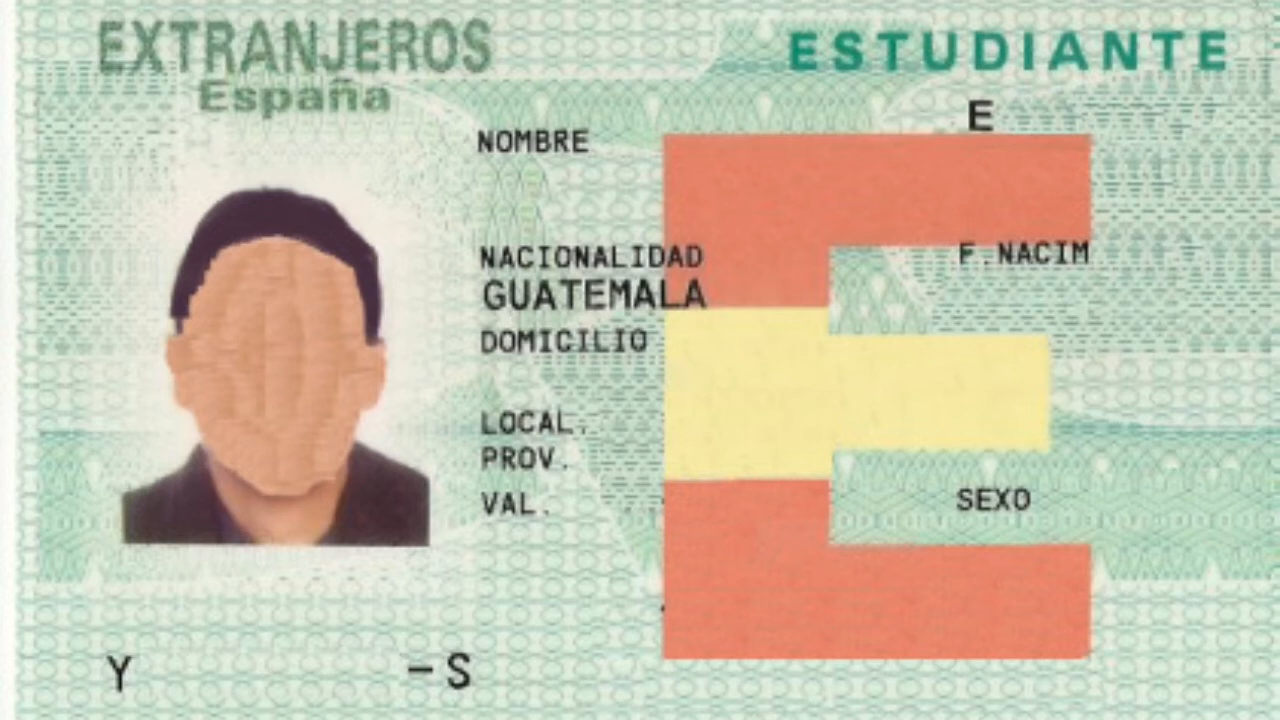 EXTRANJEROS
España
ESTUDIANTE
E
NOMBRE
NACIONALIDAD
F.NACIM
GUATEMALA
DOMICILIO
LOCAL.
PROV.
VAL.
SEXO
Y -S